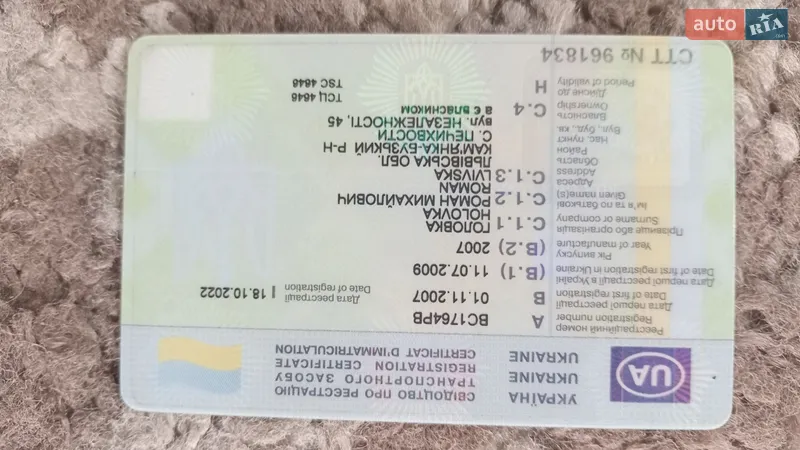 auto RIA.com
УКРАЇНА
UKRAINE
UKRAINE
UA
СВІДОЦТВО ПРО РЕЄСТРАЦІЮ
ТРАНСПОРТНОГО ЗАСОБУ
REGISTRATION CERTIFICATE
CERTIFICAT D'IMMATRICULATION
Реєстраційний номер
Registration number
A
BC1764PB
Дата першої реєстрації
Date of first registration
B
01.11.2007
Дата реєстрації
Date of registration
I 18.10.2022
Дата першої реєстрації в Україні
Date of first registration in Ukraine
(B.1)
11.07.2009
Рік випуску
Year of manufacture
(B.2)
2007
Прізвище або організація
Surname or company
C.1.1
ГОЛОВКА
HOLOVKA
Ім'я та по батькові
Given name(s)
C.1.2
РОМАН МИХАЙЛОВИЧ
ROMAN
Адреса
Address
C.1.3
LVIVSKA
Область
ЛЬВІВСЬКА ОБЛ.
Район
КАМ'ЯНКА-БУЗЬКИЙ Р-Н
Нас. пункт
С. ПЕЧИХВОСТИ
Вул., буд., кв.
вул. НЕЗАЛЕЖНОСТІ, 45
Власність
Ownership
C.4
а є власником
Дійсне до
Period of validity
H
ТСЦ 4646
TSC 4646
СТТ № 961834